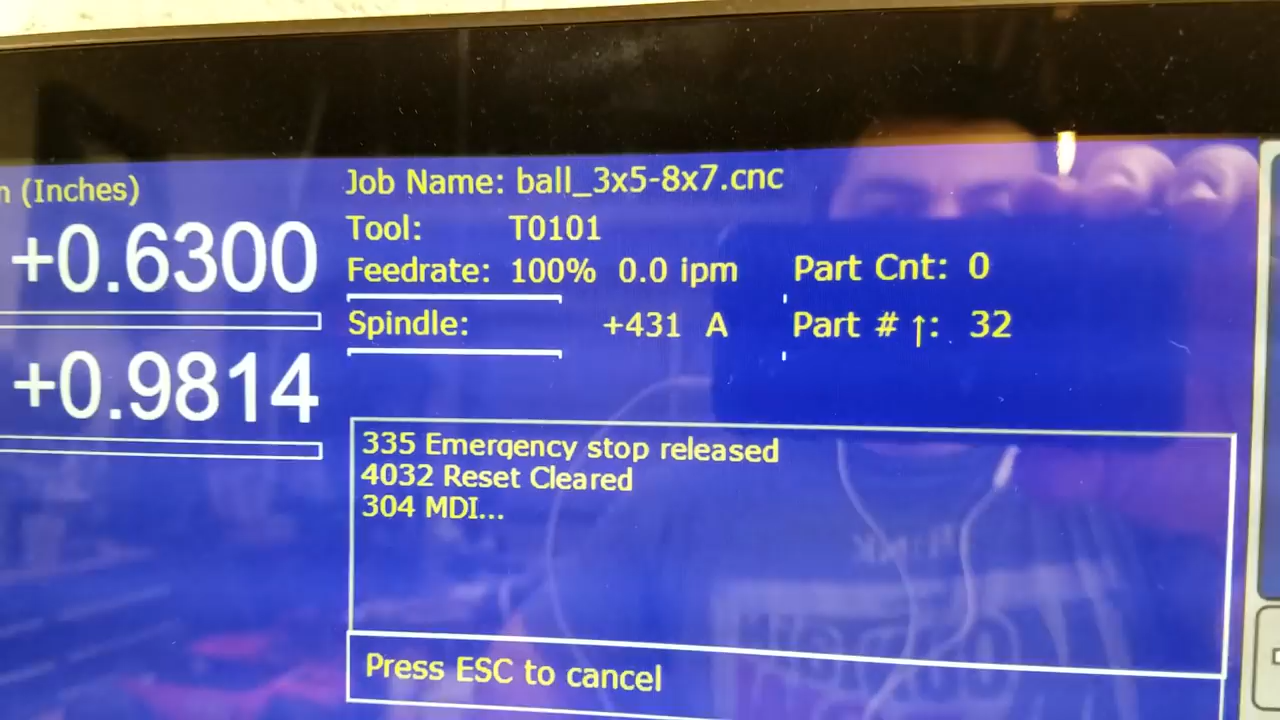 n (Inches)
+0.6300
+0.9814
Job Name: ball_3x5-8x7.cnc
Tool: T0101
Feedrate: 100% 0.0 ipm Part Cnt: 0
Spindle: +431 A Part # ↑: 32
335 Emergency stop released
4032 Reset Cleared
304 MDI...
Press ESC to cancel